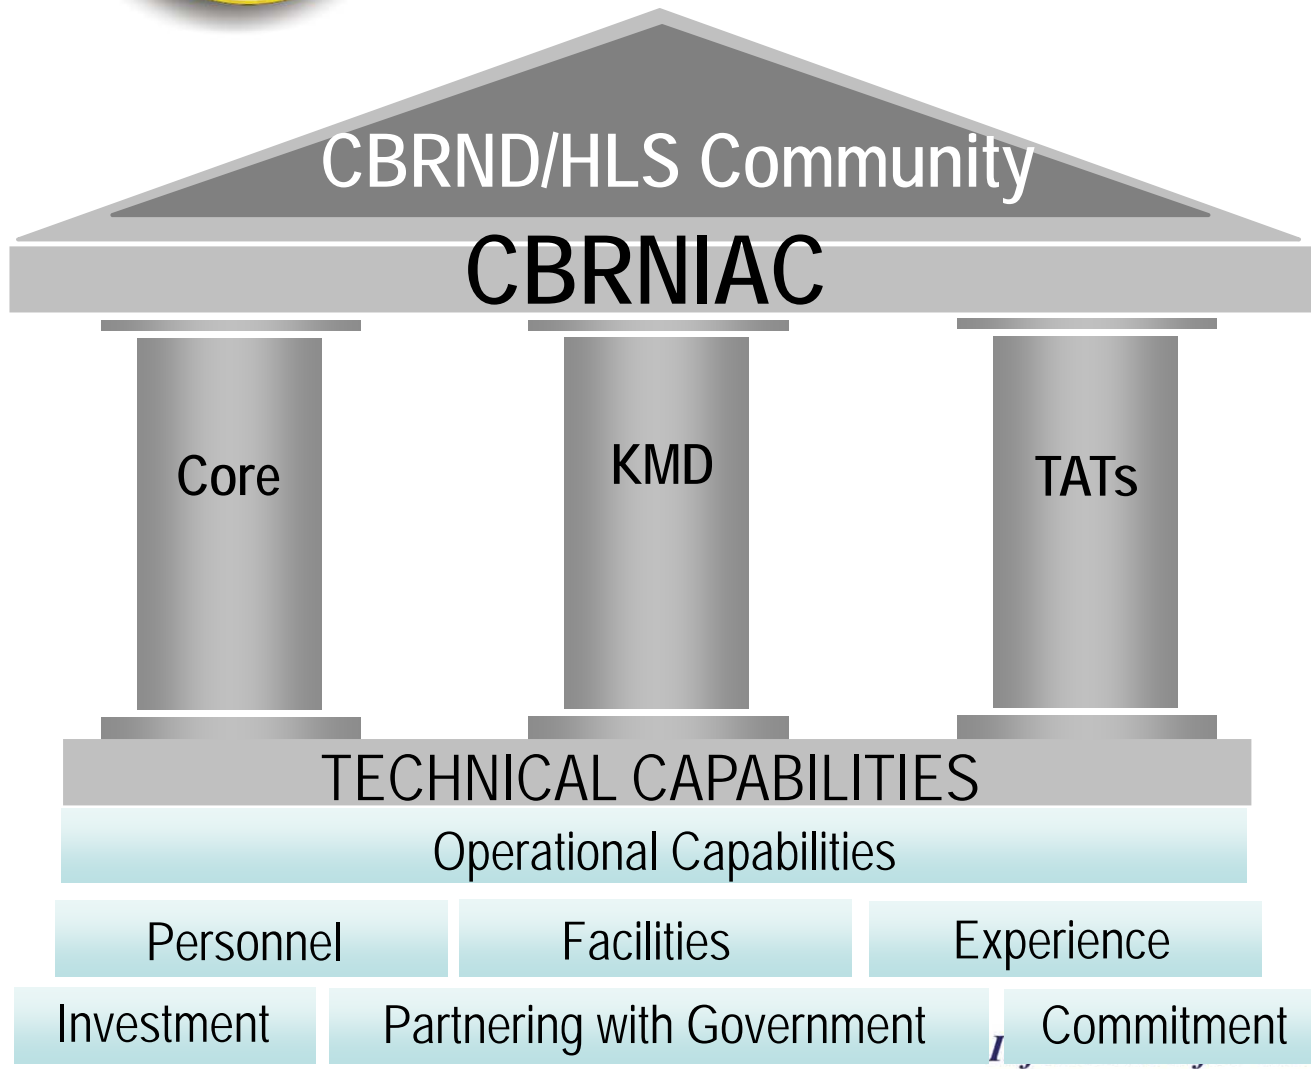 CBRND/HLS Community
CBRNIAC
Core
KMD
TATs
TECHNICAL CAPABILITIES
Operational Capabilities
Personnel
Facilities
Experience
Investment
Partnering with Government
Commitment